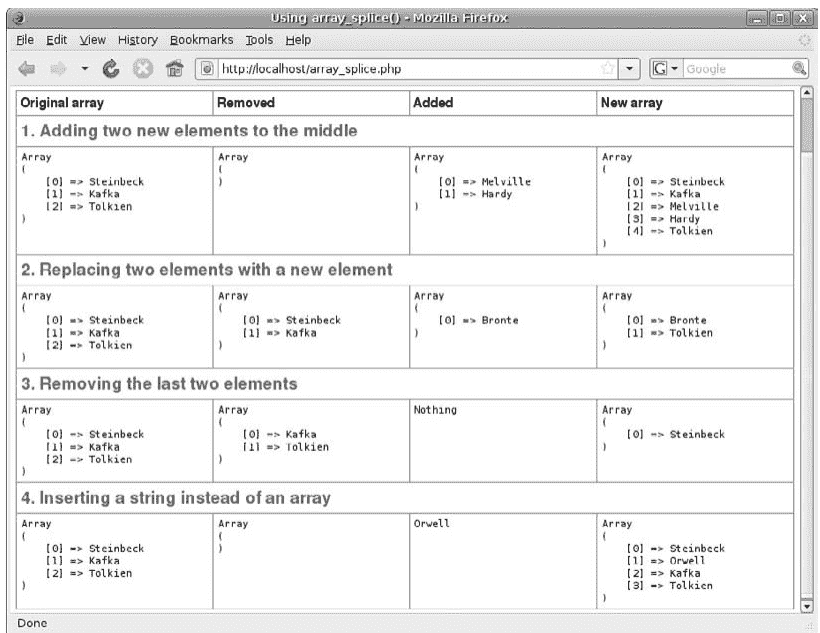 Using array_splice() - Mozilla Firefox
File Edit View History Bookmarks Tools Help
http://localhost/array_splice.php
G Google
Original array Removed Added New array
1. Adding two new elements to the middle
Array
(
[0] => Steinbeck
[1] => Kafka
[2] => Tolkien
)
Array
(
)
Array
(
[0] => Melville
[1] => Hardy
)
Array
(
[0] => Steinbeck
[1] => Kafka
[2] => Melville
[3] => Hardy
[4] => Tolkien
)
2. Replacing two elements with a new element
Array
(
[0] => Steinbeck
[1] => Kafka
[2] => Tolkien
)
Array
(
[0] => Steinbeck
[1] => Kafka
)
Array
(
[0] => Bronte
)
Array
(
[0] => Bronte
[1] => Tolkien
)
3. Removing the last two elements
Array
(
[0] => Steinbeck
[1] => Kafka
[2] => Tolkien
)
Array
(
[0] => Kafka
[1] => Tolkien
)
Nothing
Array
(
[0] => Steinbeck
)
4. Inserting a string instead of an array
Array
(
[0] => Steinbeck
[1] => Kafka
[2] => Tolkien
)
Array
(
)
Orwell
Array
(
[0] => Steinbeck
[1] => Orwell
[2] => Kafka
[3] => Tolkien
)
Done